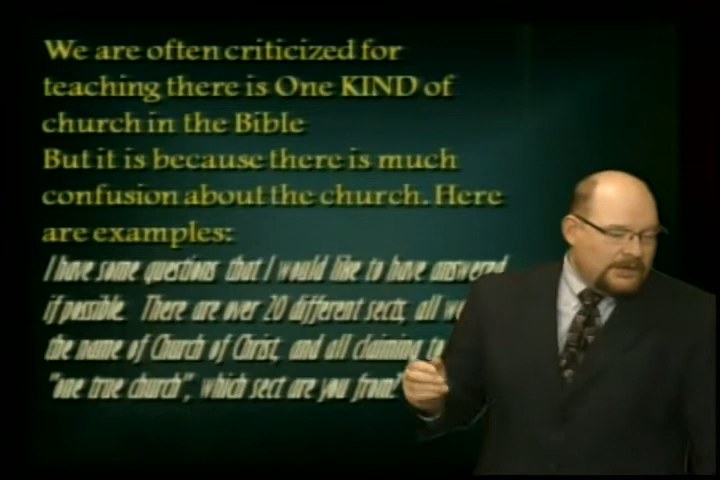 We are often criticized for
teaching there is One KIND of
church in the Bible
But it is because there is much
confusion about the church. Here
are examples:
I have some questions that I would like to have answered
if possible. There are over 20 different sects, all
the name of Church of Christ, and all claiming
"one true church", which sect are you from?